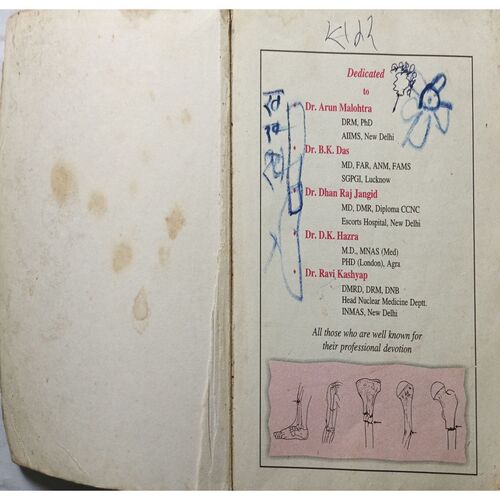 Dedicated
to
Dr. Arun Malohtra
DRM, PhD
AIIMS, New Delhi
Dr. B.K. Das
MD, FAR, ANM, FAMS
SGPGI, Lucknow
Dr. Dhan Raj Jangid
MD, DMR, Diploma CCNC
Escorts Hospital, New Delhi
Dr. D.K. Hazra
M.D., MNAS (Med)
PHD (London), Agra
Dr. Ravi Kashyap
DMRD, DRM, DNB
Head Nuclear Medicine Deptt.
INMAS, New Delhi
All those who are well known for
their professional devotion